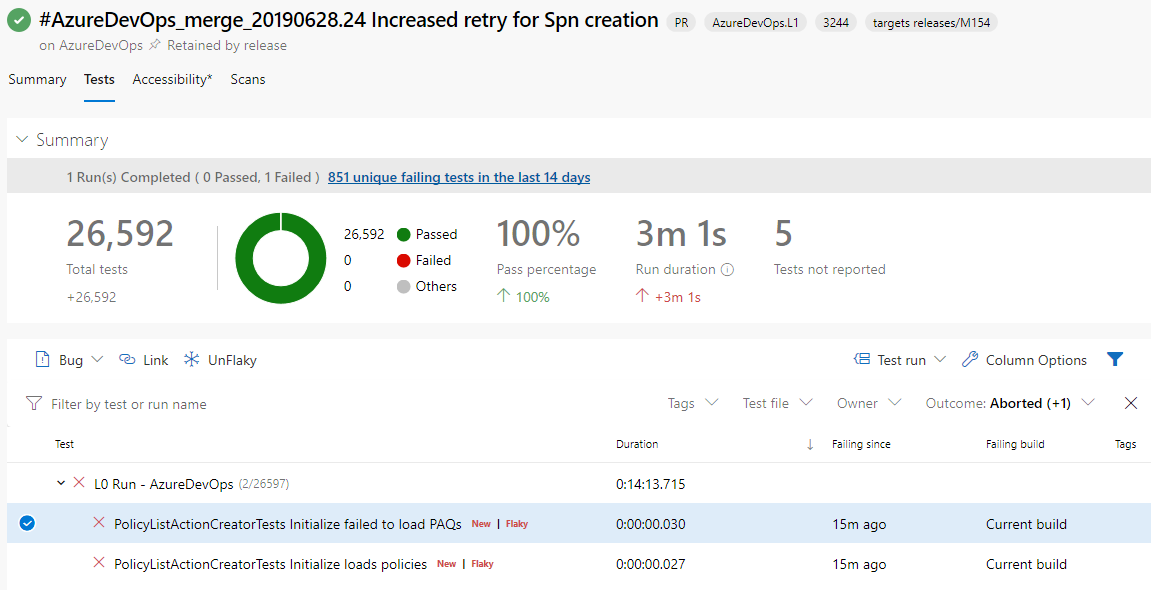 #AzureDevOps_merge_20190628.24 Increased retry for Spn creation PR AzureDevOps.L1 3244 targets releases/M154
on AzureDevOps Retained by release
Summary Tests Accessibility* Scans
Summary
1 Run(s) Completed ( 0 Passed, 1 Failed ) 851 unique failing tests in the last 14 days
26,592 26,592 Passed 100% 3m 1s 5
Total tests 0 Failed Pass percentage Run duration Tests not reported
+26,592 0 Others 100% +3m 1s
Bug Link UnFlaky Test run Column Options
Filter by test or run name Tags Test file Owner Outcome: Aborted (+1)
Test Duration Failing since Failing build Tags
L0 Run - AzureDevOps (2/26597) 0:14:13.715
PolicyListActionCreatorTests Initialize failed to load PAQs New | Flaky 0:00:00.030 15m ago Current build
PolicyListActionCreatorTests Initialize loads policies New | Flaky 0:00:00.027 15m ago Current build